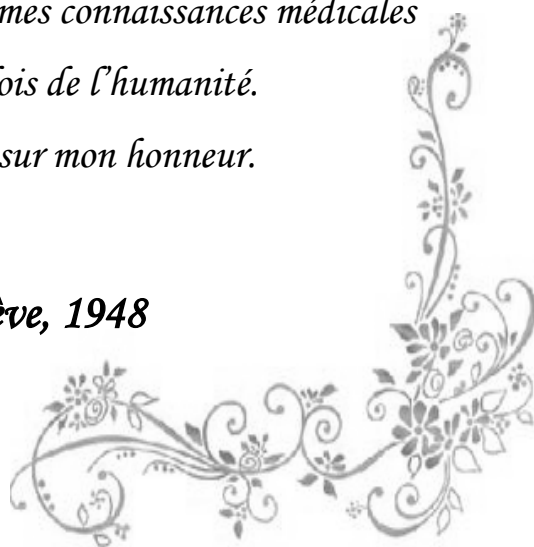 mes connaissances médicales
ois de l'humanité.
sur mon honneur.
ève, 1948